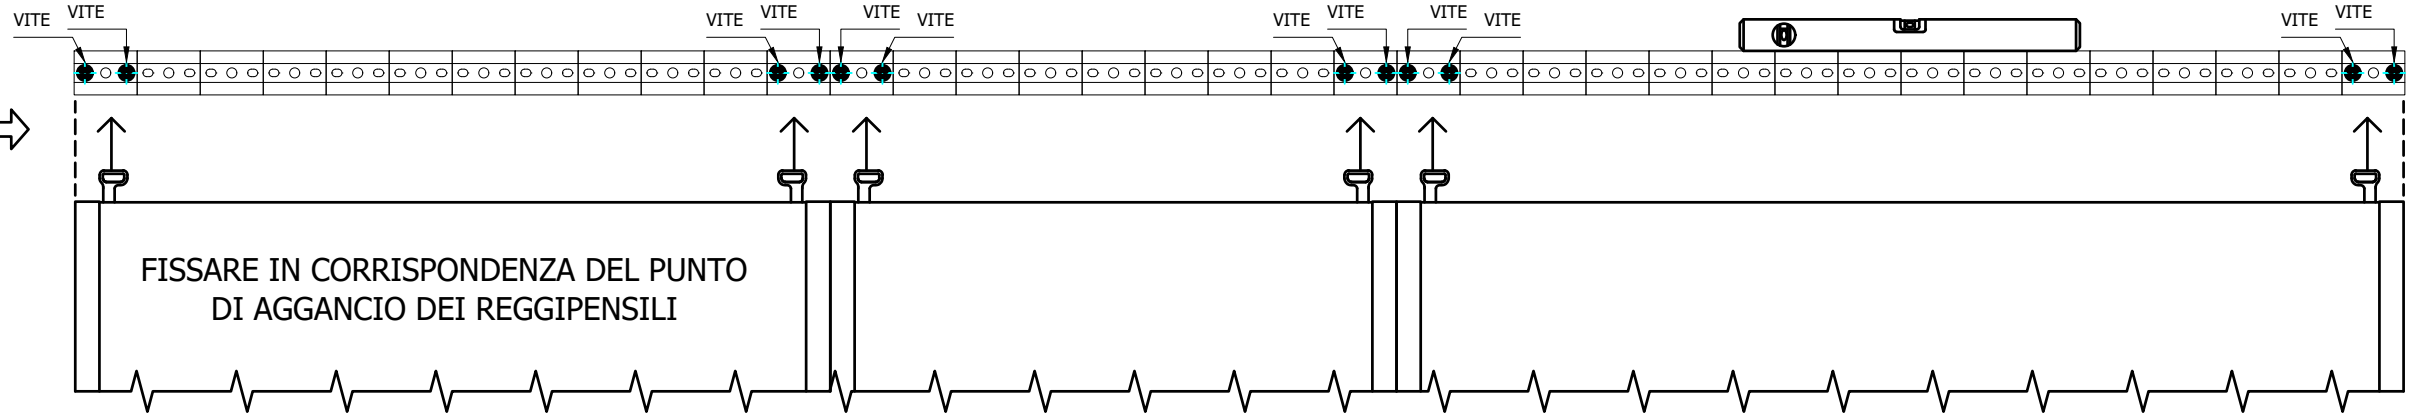 VITE VITE VITE VITE VITE VITE VITE VITE VITE VITE VITE VITE
FISSARE IN CORRISPONDENZA DEL PUNTO
DI AGGANCIO DEI REGGIPENSILI